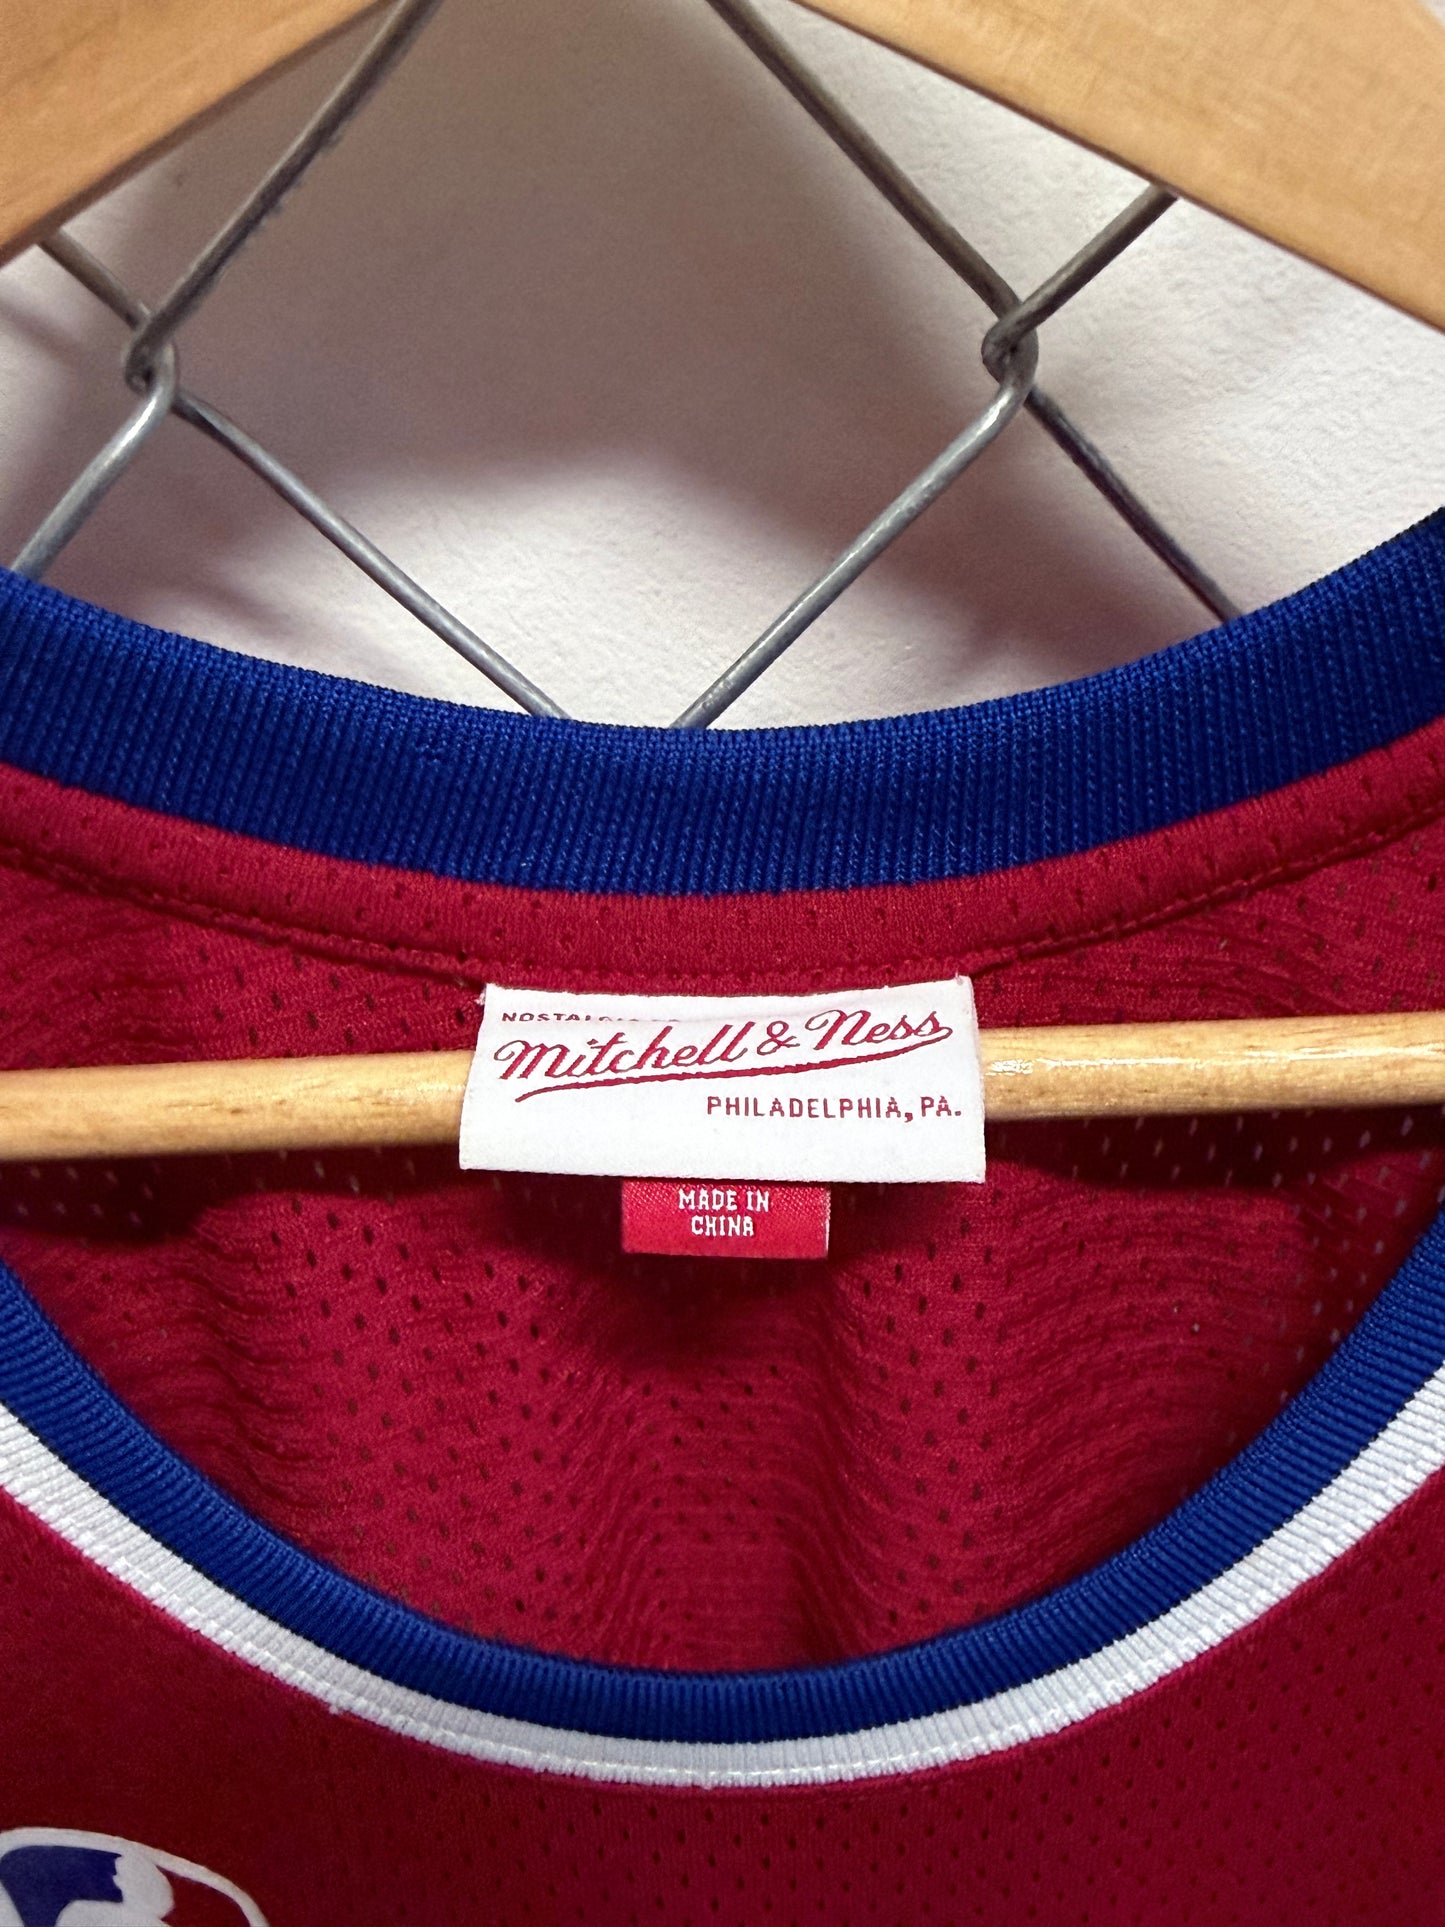 Mitchell & Ness
PHILADELPHIA, PA.
MADE IN
CHINA